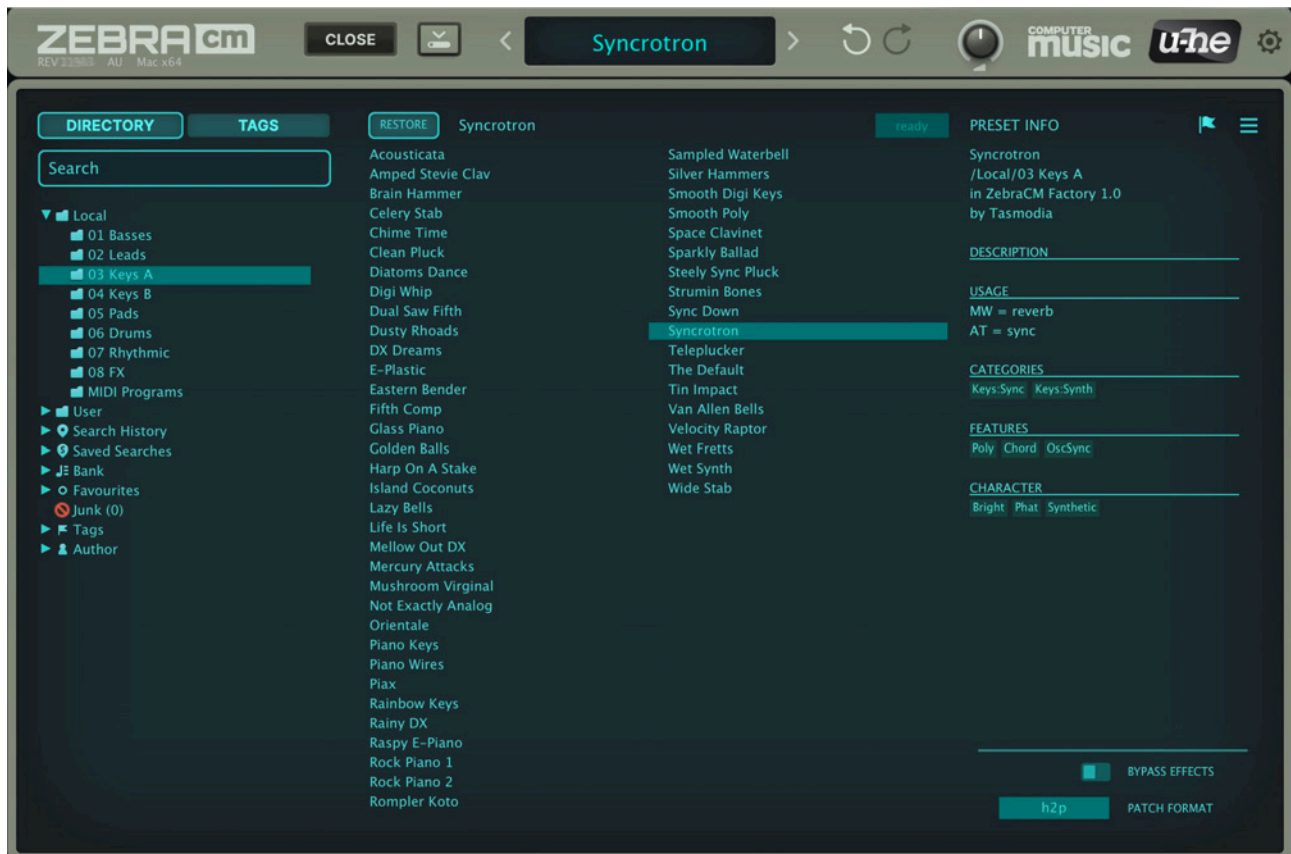 ZEBRA cm
CLOSE
Syncrotron
COMPUTER
music
u-he
REV AU Mac x64
DIRECTORY
TAGS
Search
Local
01 Basses
02 Leads
03 Keys A
04 Keys B
05 Pads
06 Drums
07 Rhythmic
08 FX
MIDI Programs
User
Search History
Saved Searches
Bank
Favourites
Junk (0)
Tags
Author
RESTORE
Syncrotron
ready
Acousticata
Amped Stevie Clav
Brain Hammer
Celery Stab
Chime Time
Clean Pluck
Diatoms Dance
Digi Whip
Dual Saw Fifth
Dusty Rhoads
DX Dreams
E-Plastic
Eastern Bender
Fifth Comp
Glass Piano
Golden Balls
Harp On A Stake
Island Coconuts
Lazy Bells
Life Is Short
Mellow Out DX
Mercury Attacks
Mushroom Virginal
Not Exactly Analog
Orientale
Piano Keys
Piano Wires
Piax
Rainbow Keys
Rainy DX
Raspy E-Piano
Rock Piano 1
Rock Piano 2
Rompler Koto
Sampled Waterbell
Silver Hammers
Smooth Digi Keys
Smooth Poly
Space Clavinet
Sparkly Ballad
Steely Sync Pluck
Strumin Bones
Sync Down
Syncrotron
Teleplucker
The Default
Tin Impact
Van Allen Bells
Velocity Raptor
Wet Fretts
Wet Synth
Wide Stab
PRESET INFO
Syncrotron
/Local/03 Keys A
in ZebraCM Factory 1.0
by Tasmodia
DESCRIPTION
USAGE
MW = reverb
AT = sync
CATEGORIES
Keys:Sync Keys:Synth
FEATURES
Poly Chord OscSync
CHARACTER
Bright Phat Synthetic
BYPASS EFFECTS
h2p PATCH FORMAT